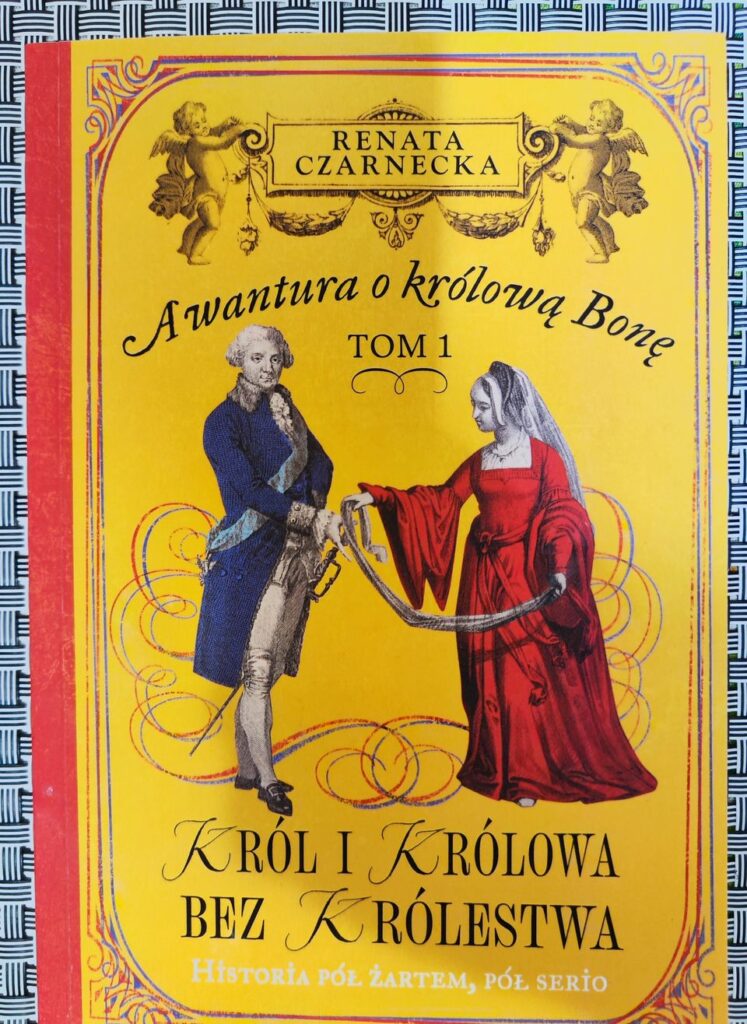 RENATA
CZARNECKA
Awantura o królową Bonę
TOM 1
KRÓL I KRÓLOWA
BEZ KRÓLESTWA
HISTORIA PÓŁ ŻARTEM, PÓŁ SERIO